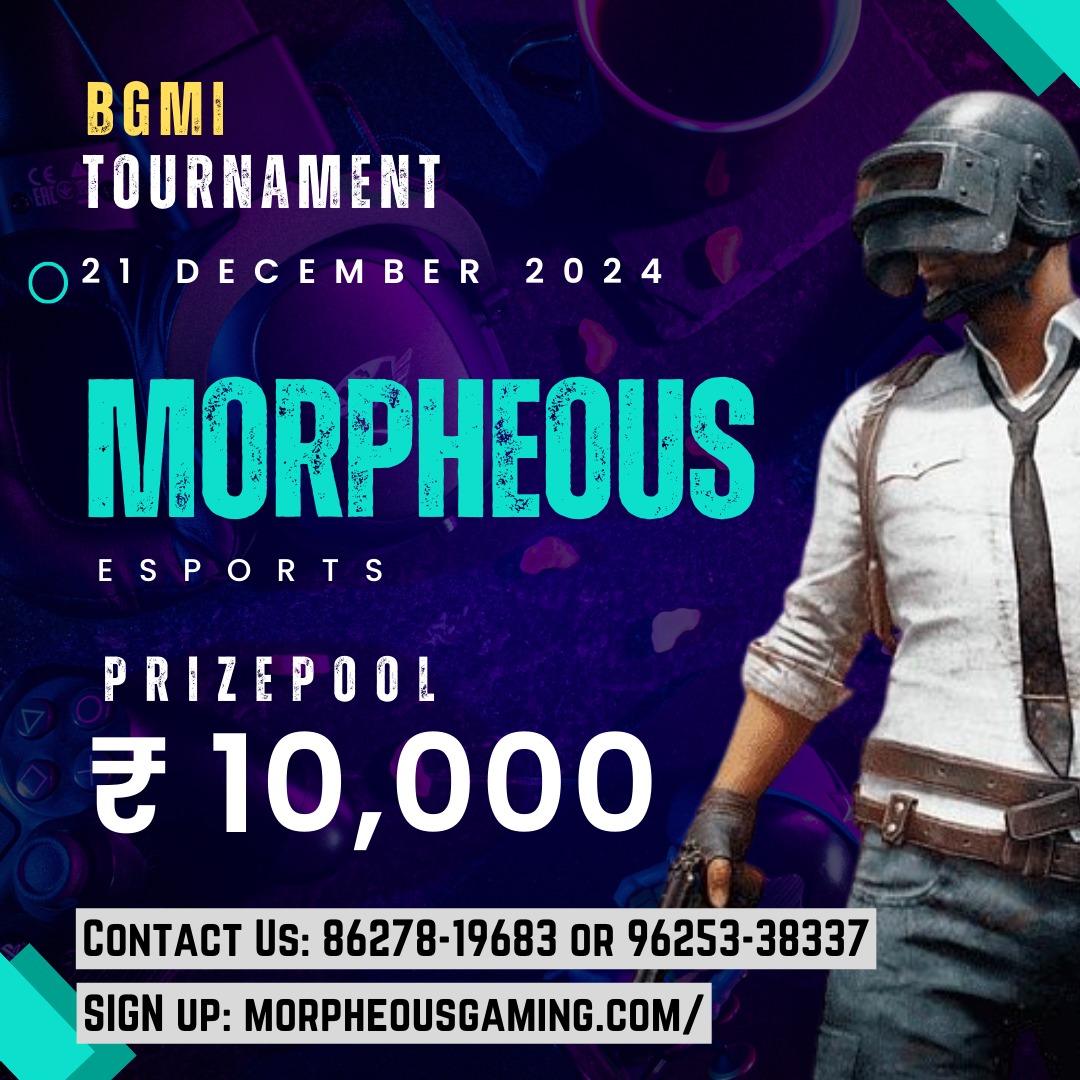 BGMI
TOURNAMENT
21 DECEMBER 2024
MORPHEOUS
ESPORTS
PRIZEPOOL
₹ 10,000
Contact Us: 86278-19683 or 96253-38337
SIGN up: morpheousgaming.com/